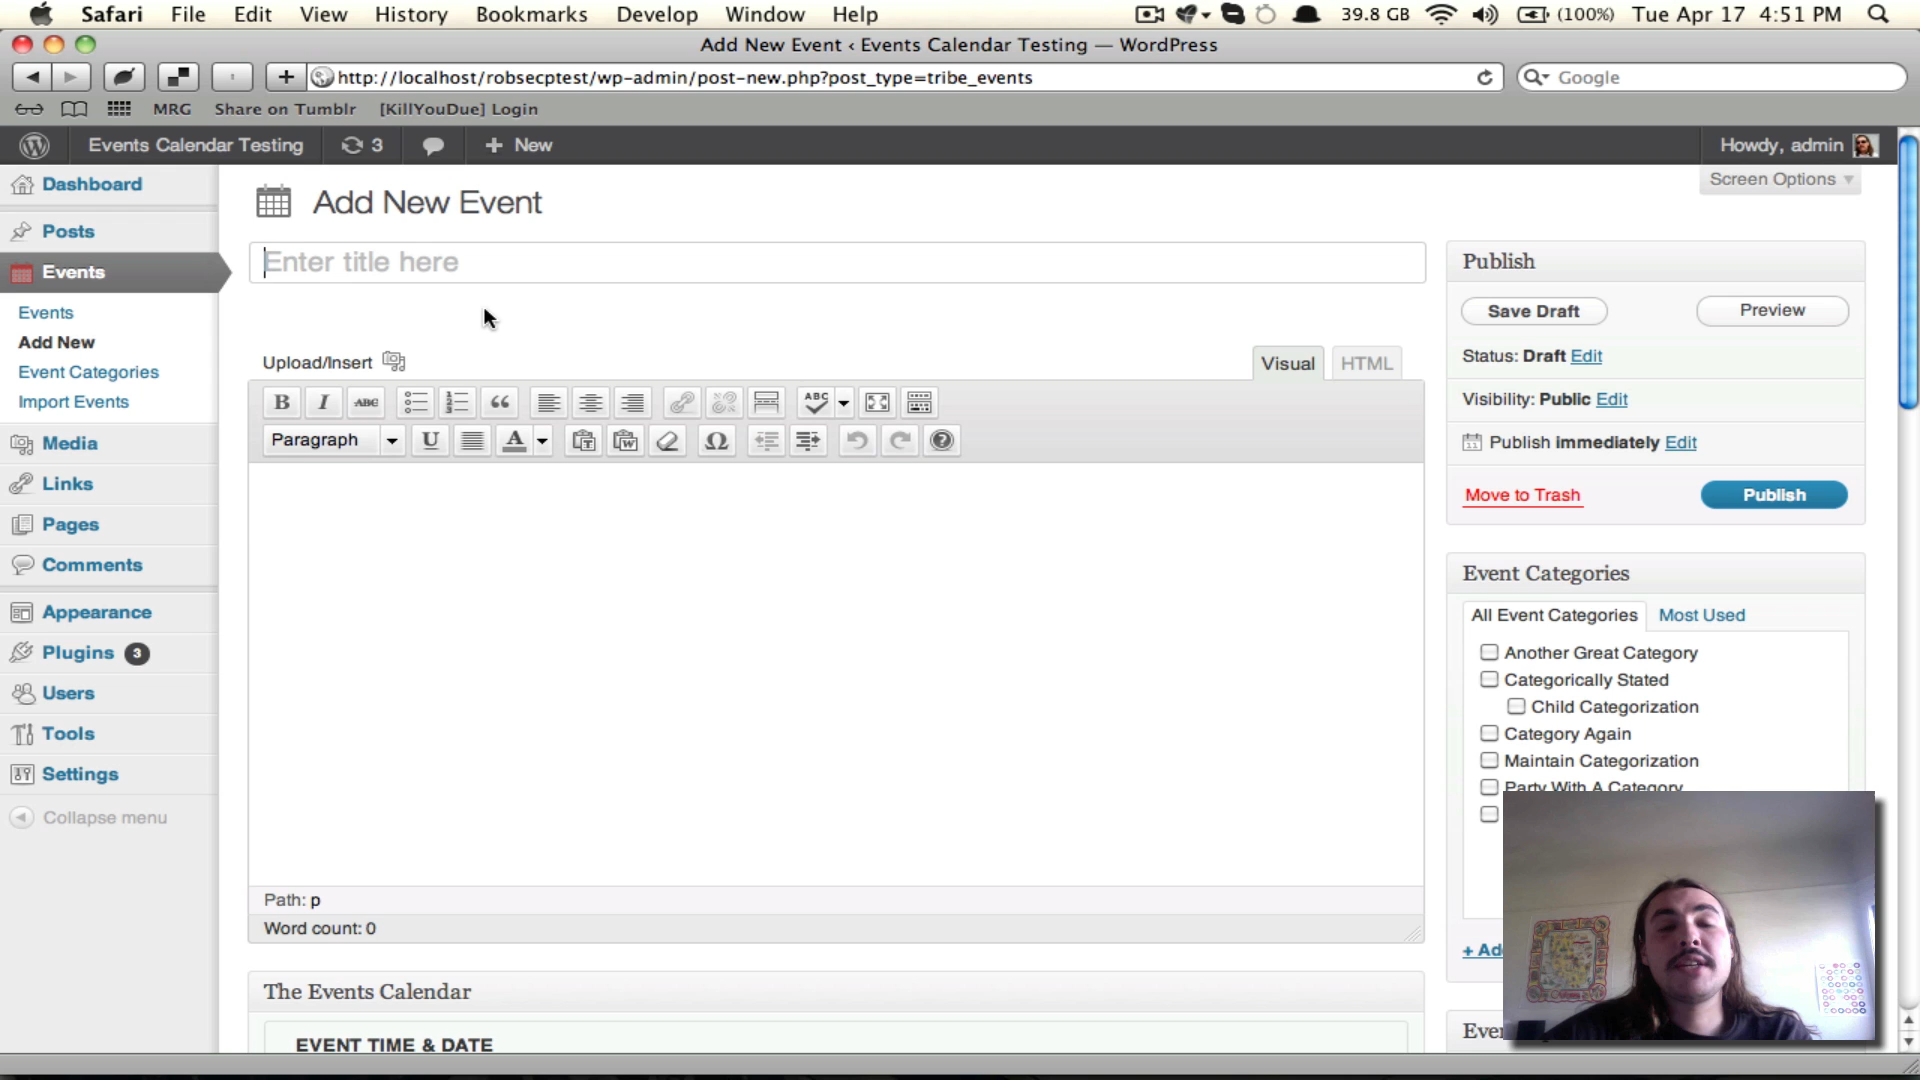 Safari File Edit View History Bookmarks Develop Window Help 39.8 GB (100%) Tue Apr 17 4:51 PM
Add New Event ‹ Events Calendar Testing — WordPress
http://localhost/robsecptest/wp-admin/post-new.php?post_type=tribe_events Google
MRG Share on Tumblr [KillYouDue] Login
Events Calendar Testing 3 + New Howdy, admin
Screen Options
Dashboard
Posts
Events
Events
Add New
Event Categories
Import Events
Media
Links
Pages
Comments
Appearance
Plugins 3
Users
Tools
Settings
Collapse menu
Add New Event
Enter title here
Upload/Insert
Visual HTML
B I ABC ABC
Paragraph U A
Path: p
Word count: 0
The Events Calendar
EVENT TIME & DATE
Publish
Save Draft Preview
Status: Draft Edit
Visibility: Public Edit
Publish immediately Edit
Move to Trash Publish
Event Categories
All Event Categories Most Used
Another Great Category
Categorically Stated
Child Categorization
Category Again
Maintain Categorization
Party With A Category